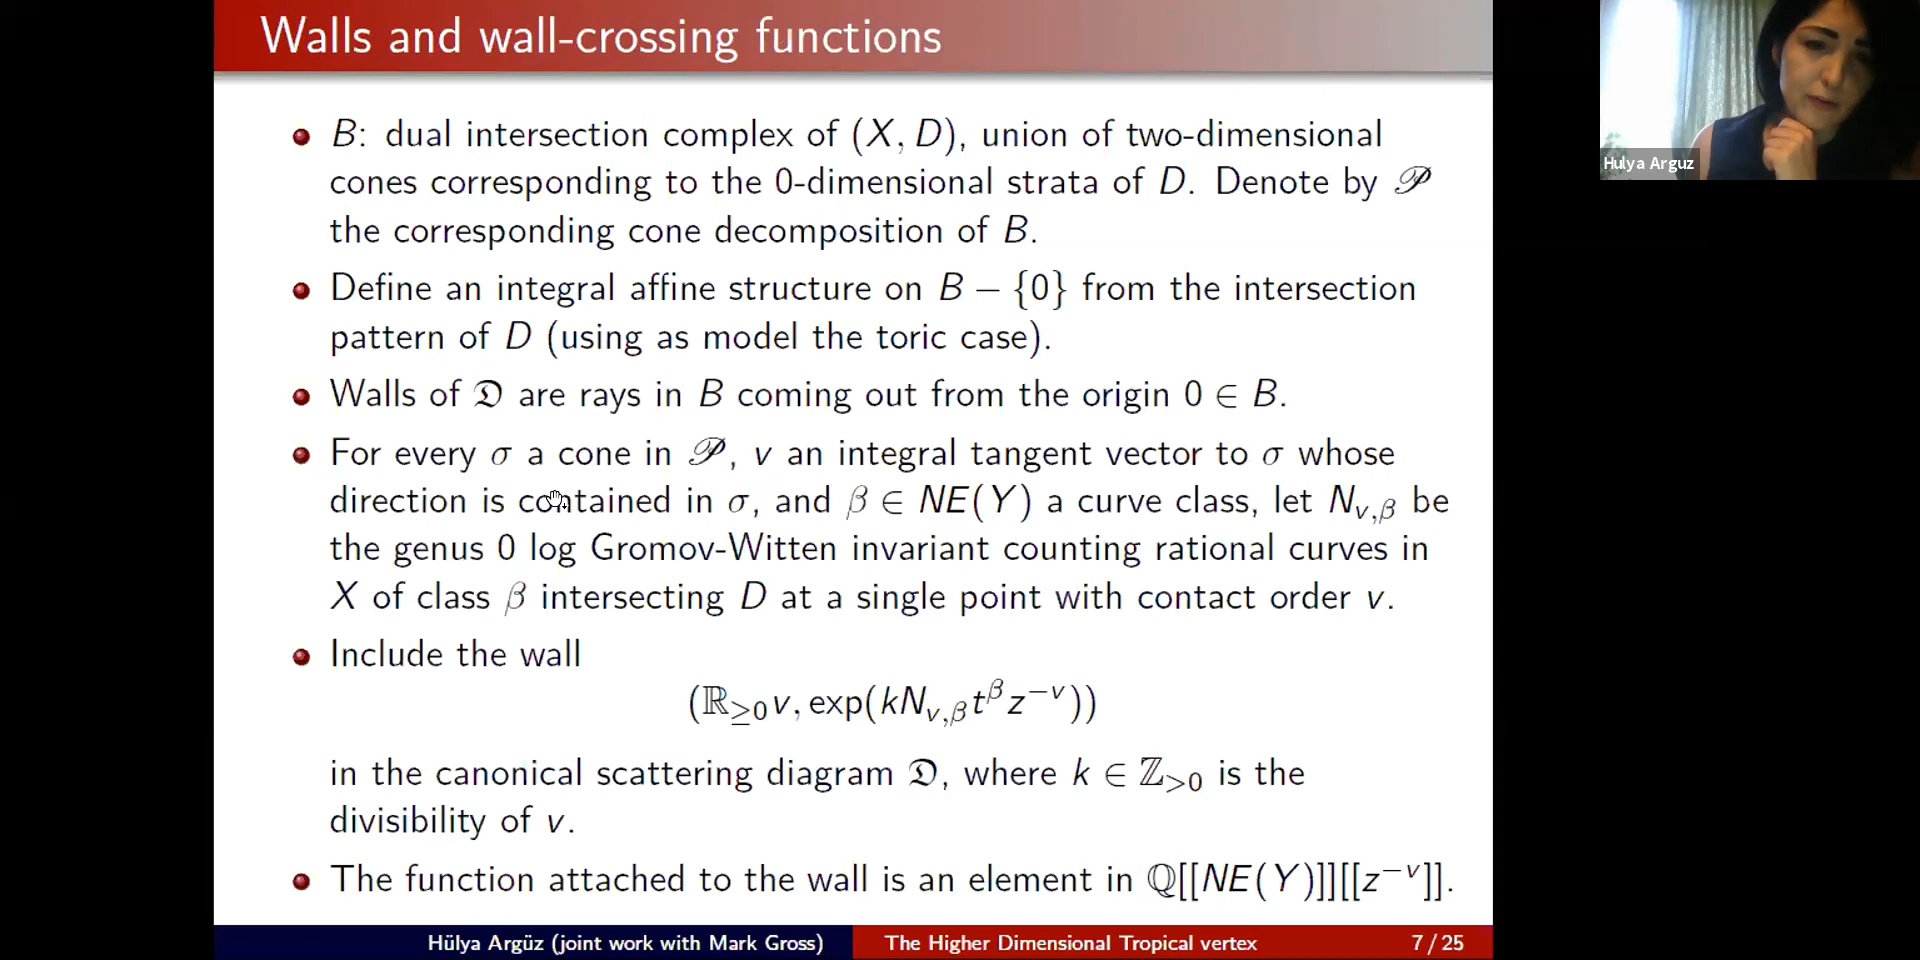 Walls and wall-crossing functions
Hulya Arguz
B: dual intersection complex of (X, D), union of two-dimensional
cones corresponding to the 0-dimensional strata of D. Denote by 𝒫
the corresponding cone decomposition of B.
Define an integral affine structure on B − {0} from the intersection
pattern of D (using as model the toric case).
Walls of 𝔇 are rays in B coming out from the origin 0 ∈ B.
For every σ a cone in 𝒫, v an integral tangent vector to σ whose
direction is contained in σ, and β ∈ NE(Y) a curve class, let N_{v,β} be
the genus 0 log Gromov-Witten invariant counting rational curves in
X of class β intersecting D at a single point with contact order v.
Include the wall
(ℝ_{≥0}v, exp(kN_{v,β}t^β z^{−v}))
in the canonical scattering diagram 𝔇, where k ∈ ℤ_{>0} is the
divisibility of v.
The function attached to the wall is an element in ℚ[[NE(Y)]][[z^{−v}]].
Hülya Argüz (joint work with Mark Gross) The Higher Dimensional Tropical vertex 7 / 25